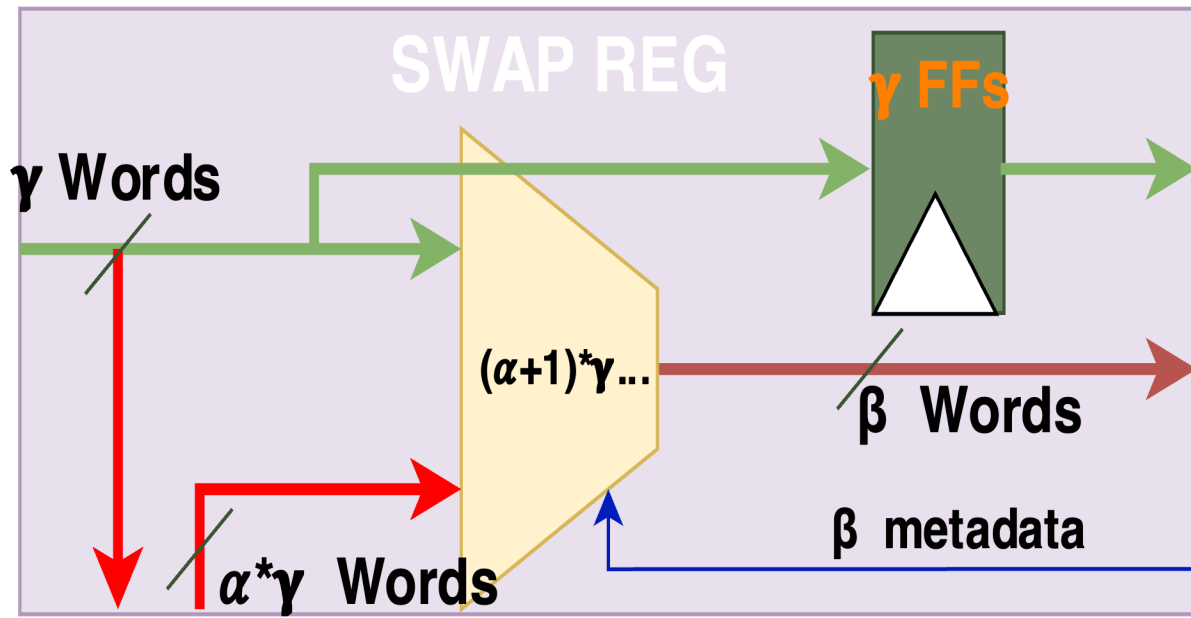 SWAP REG
γ FFs
γ Words
(α+1)*γ...
β Words
β metadata
α*γ Words